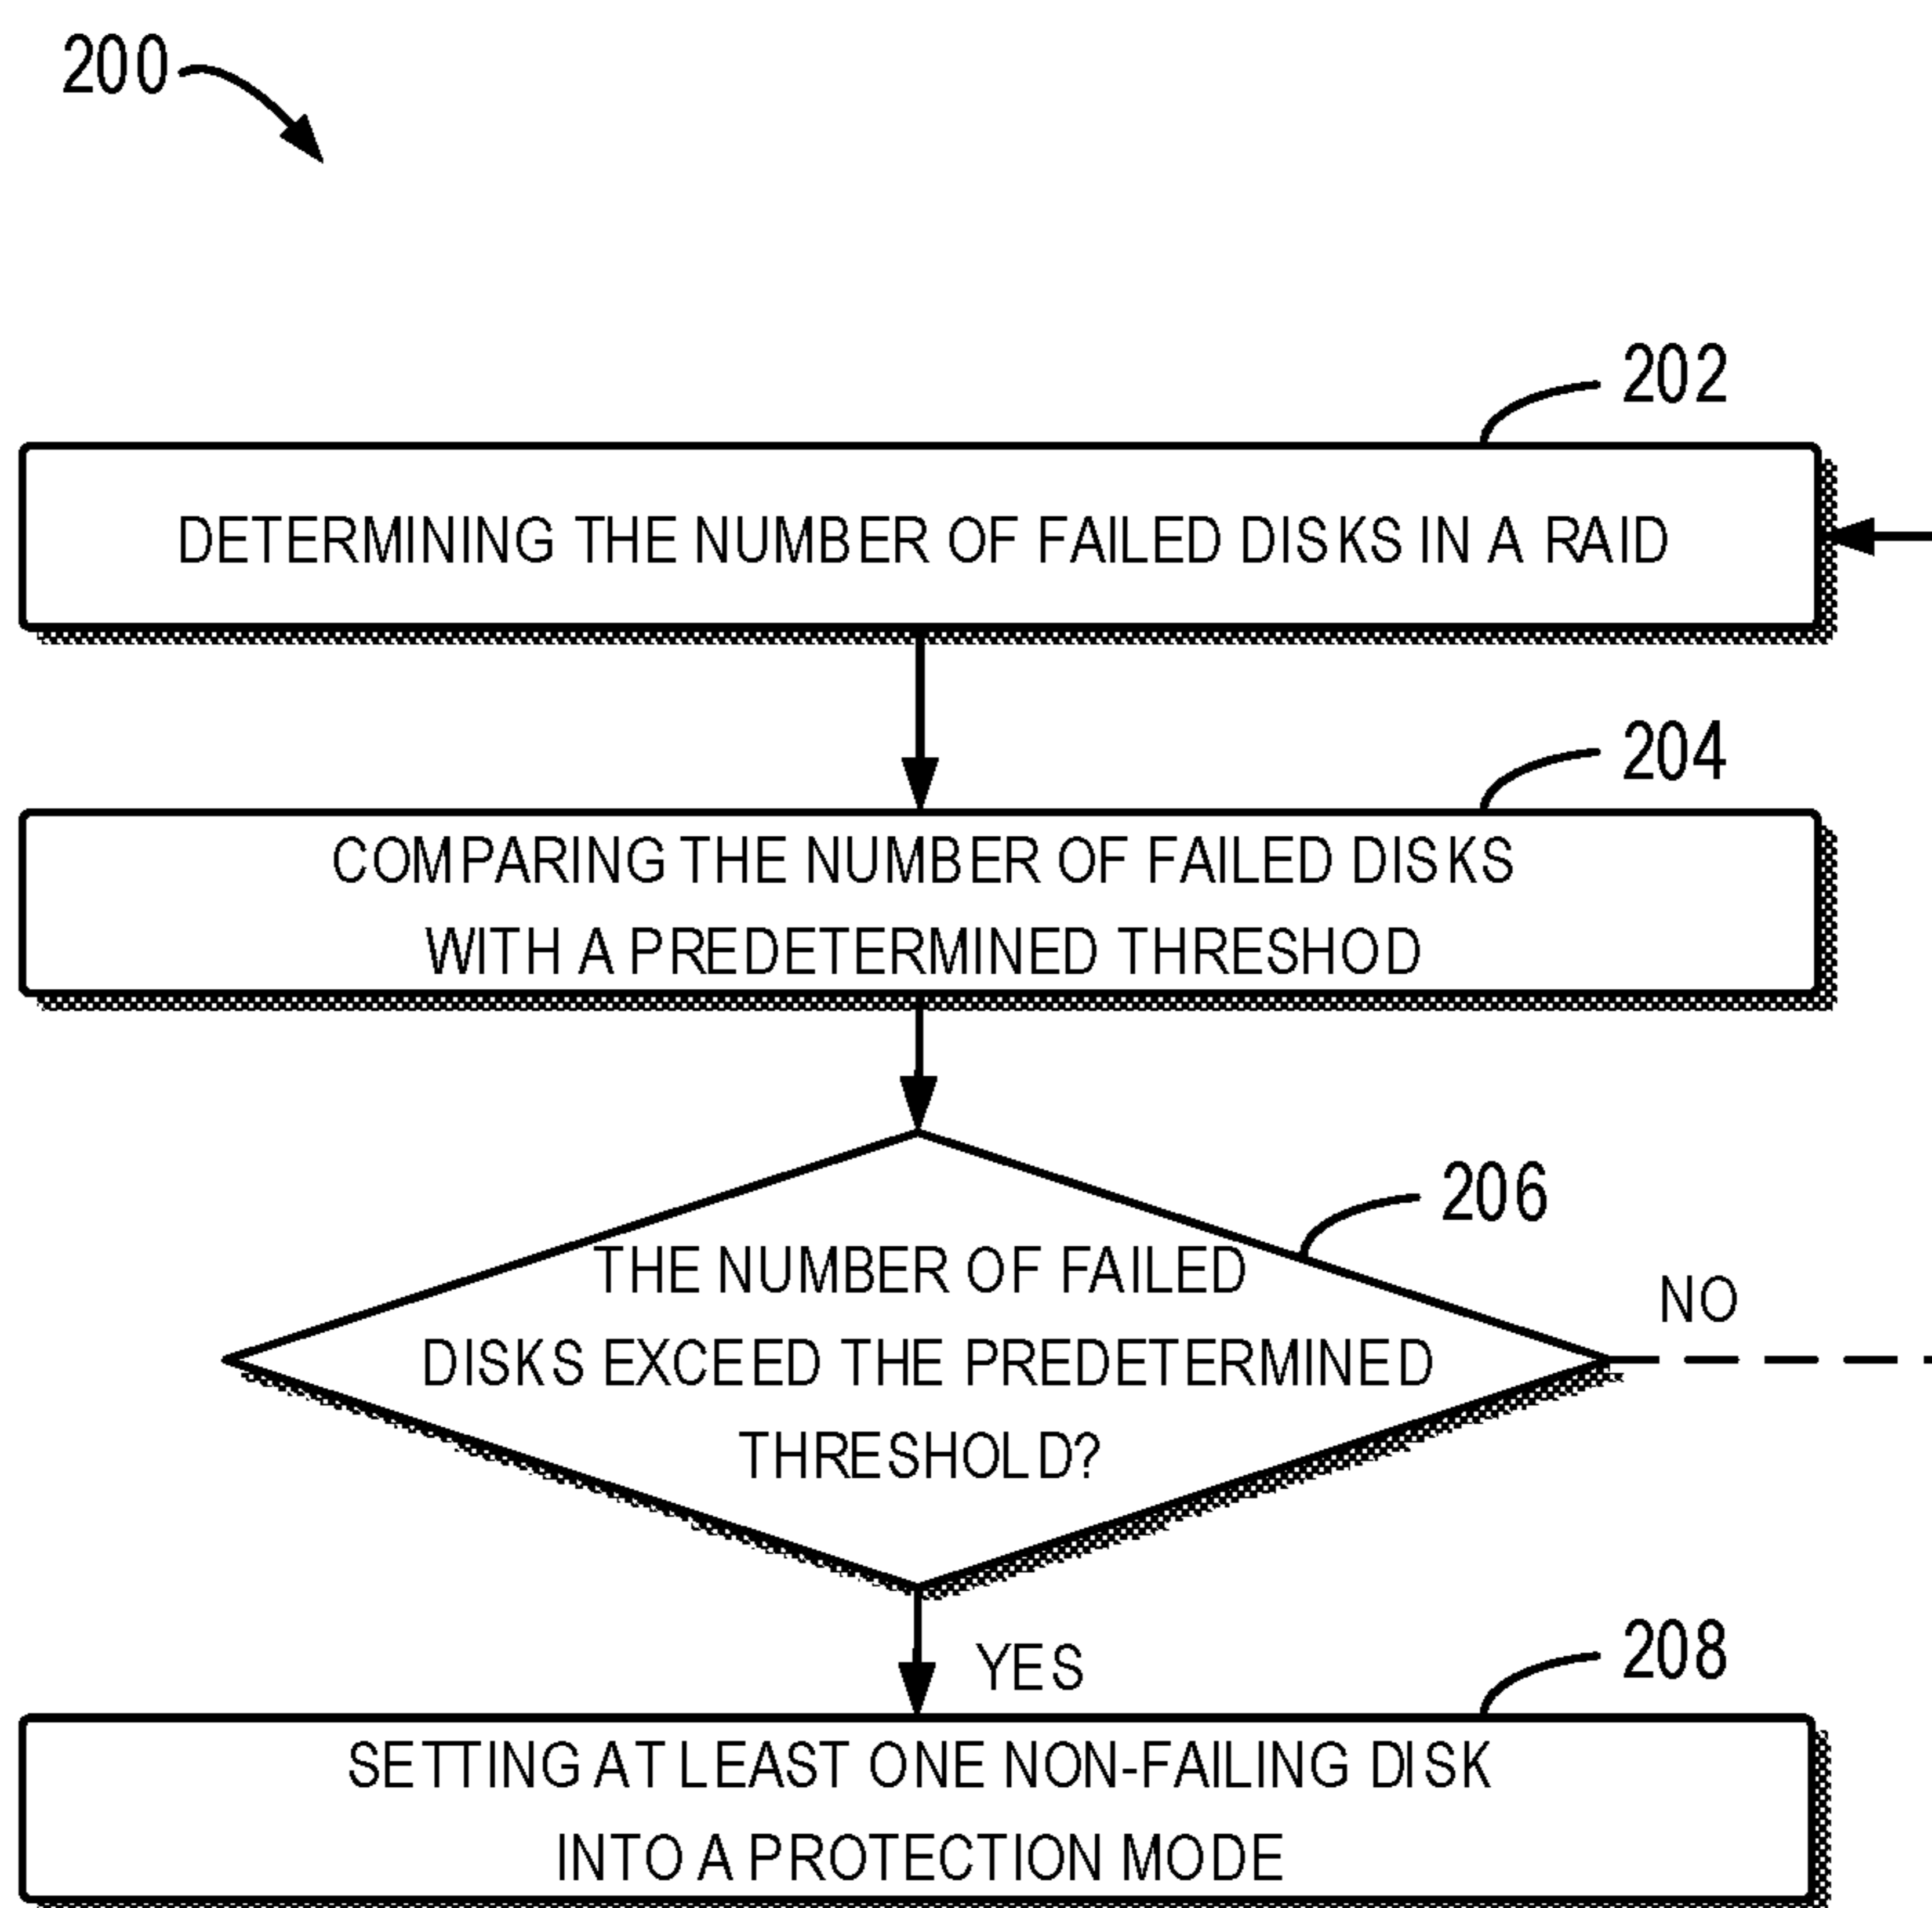 200
202
DETERMINING THE NUMBER OF FAILED DISKS IN A RAID
204
COMPARING THE NUMBER OF FAILED DISKS
WITH A PREDETERMINED THRESHOD
206
THE NUMBER OF FAILED
DISKS EXCEED THE PREDETERMINED
THRESHOLD?
NO
YES
208
SETTING AT LEAST ONE NON-FAILING DISK
INTO A PROTECTION MODE